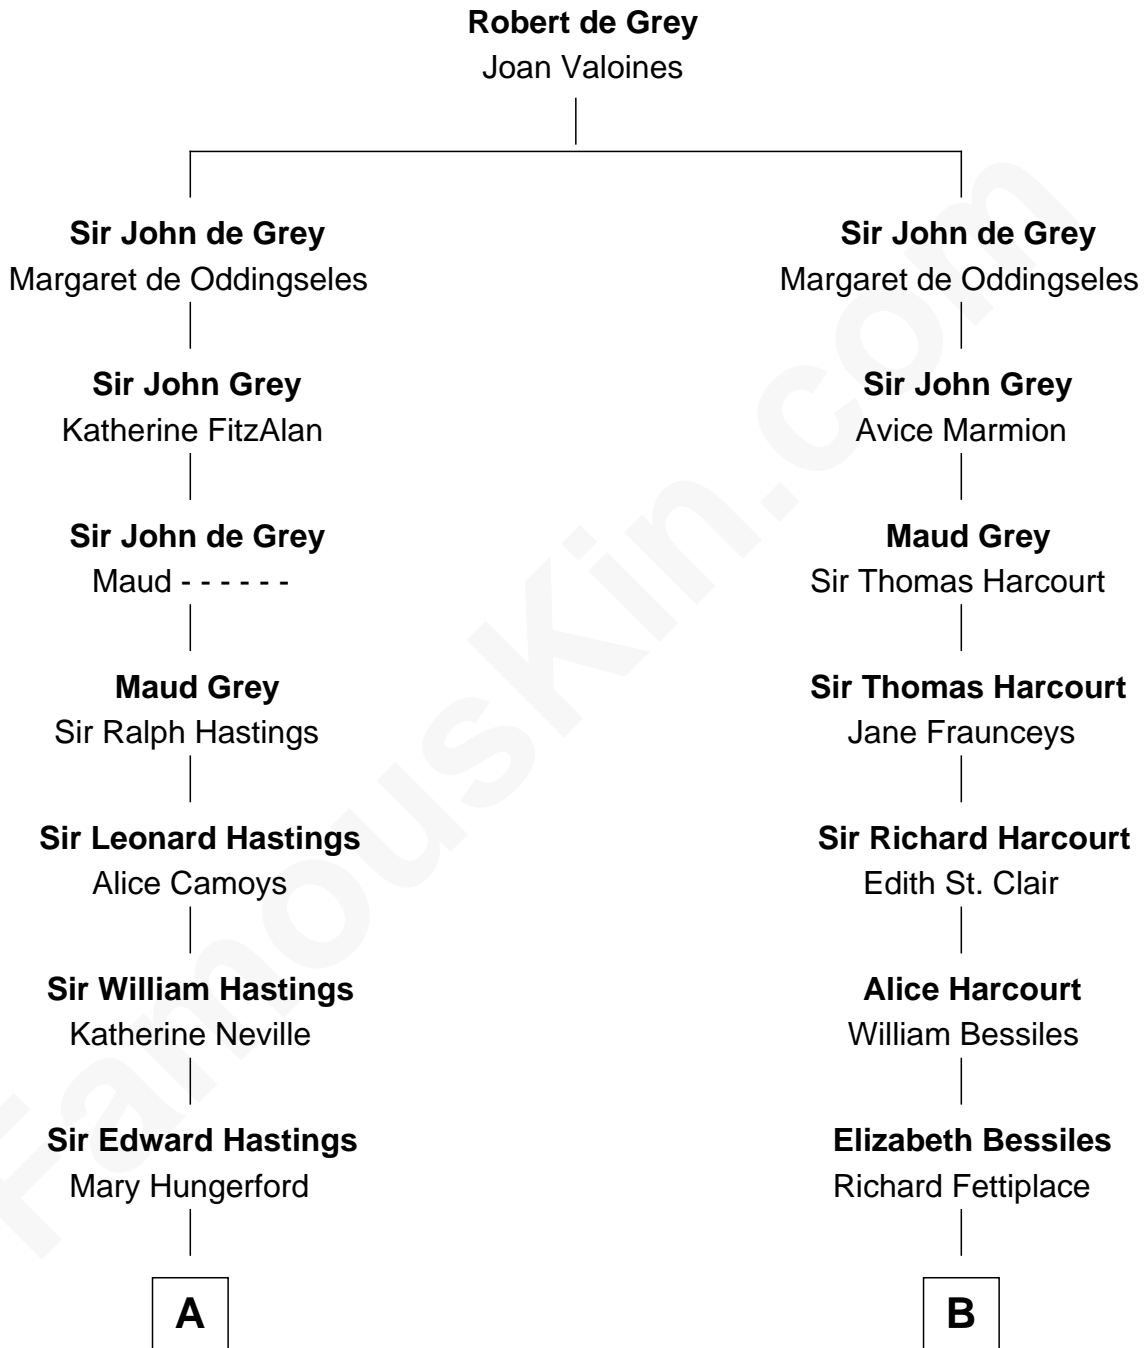 Robert de Grey
Joan Valoines
Sir John de Grey
Margaret de Oddingseles
Sir John de Grey
Margaret de Oddingseles
Sir John Grey
Katherine FitzAlan
Sir John Grey
Avice Marmion
Sir John de Grey
Maud - - - - - -
Maud Grey
Sir Thomas Harcourt
Maud Grey
Sir Ralph Hastings
Sir Thomas Harcourt
Jane Fraunceys
Sir Leonard Hastings
Alice Camoys
Sir Richard Harcourt
Edith St. Clair
Sir William Hastings
Katherine Neville
Alice Harcourt
William Bessiles
Sir Edward Hastings
Mary Hungerford
Elizabeth Bessiles
Richard Fettiplace
A
B
FamousKin.com